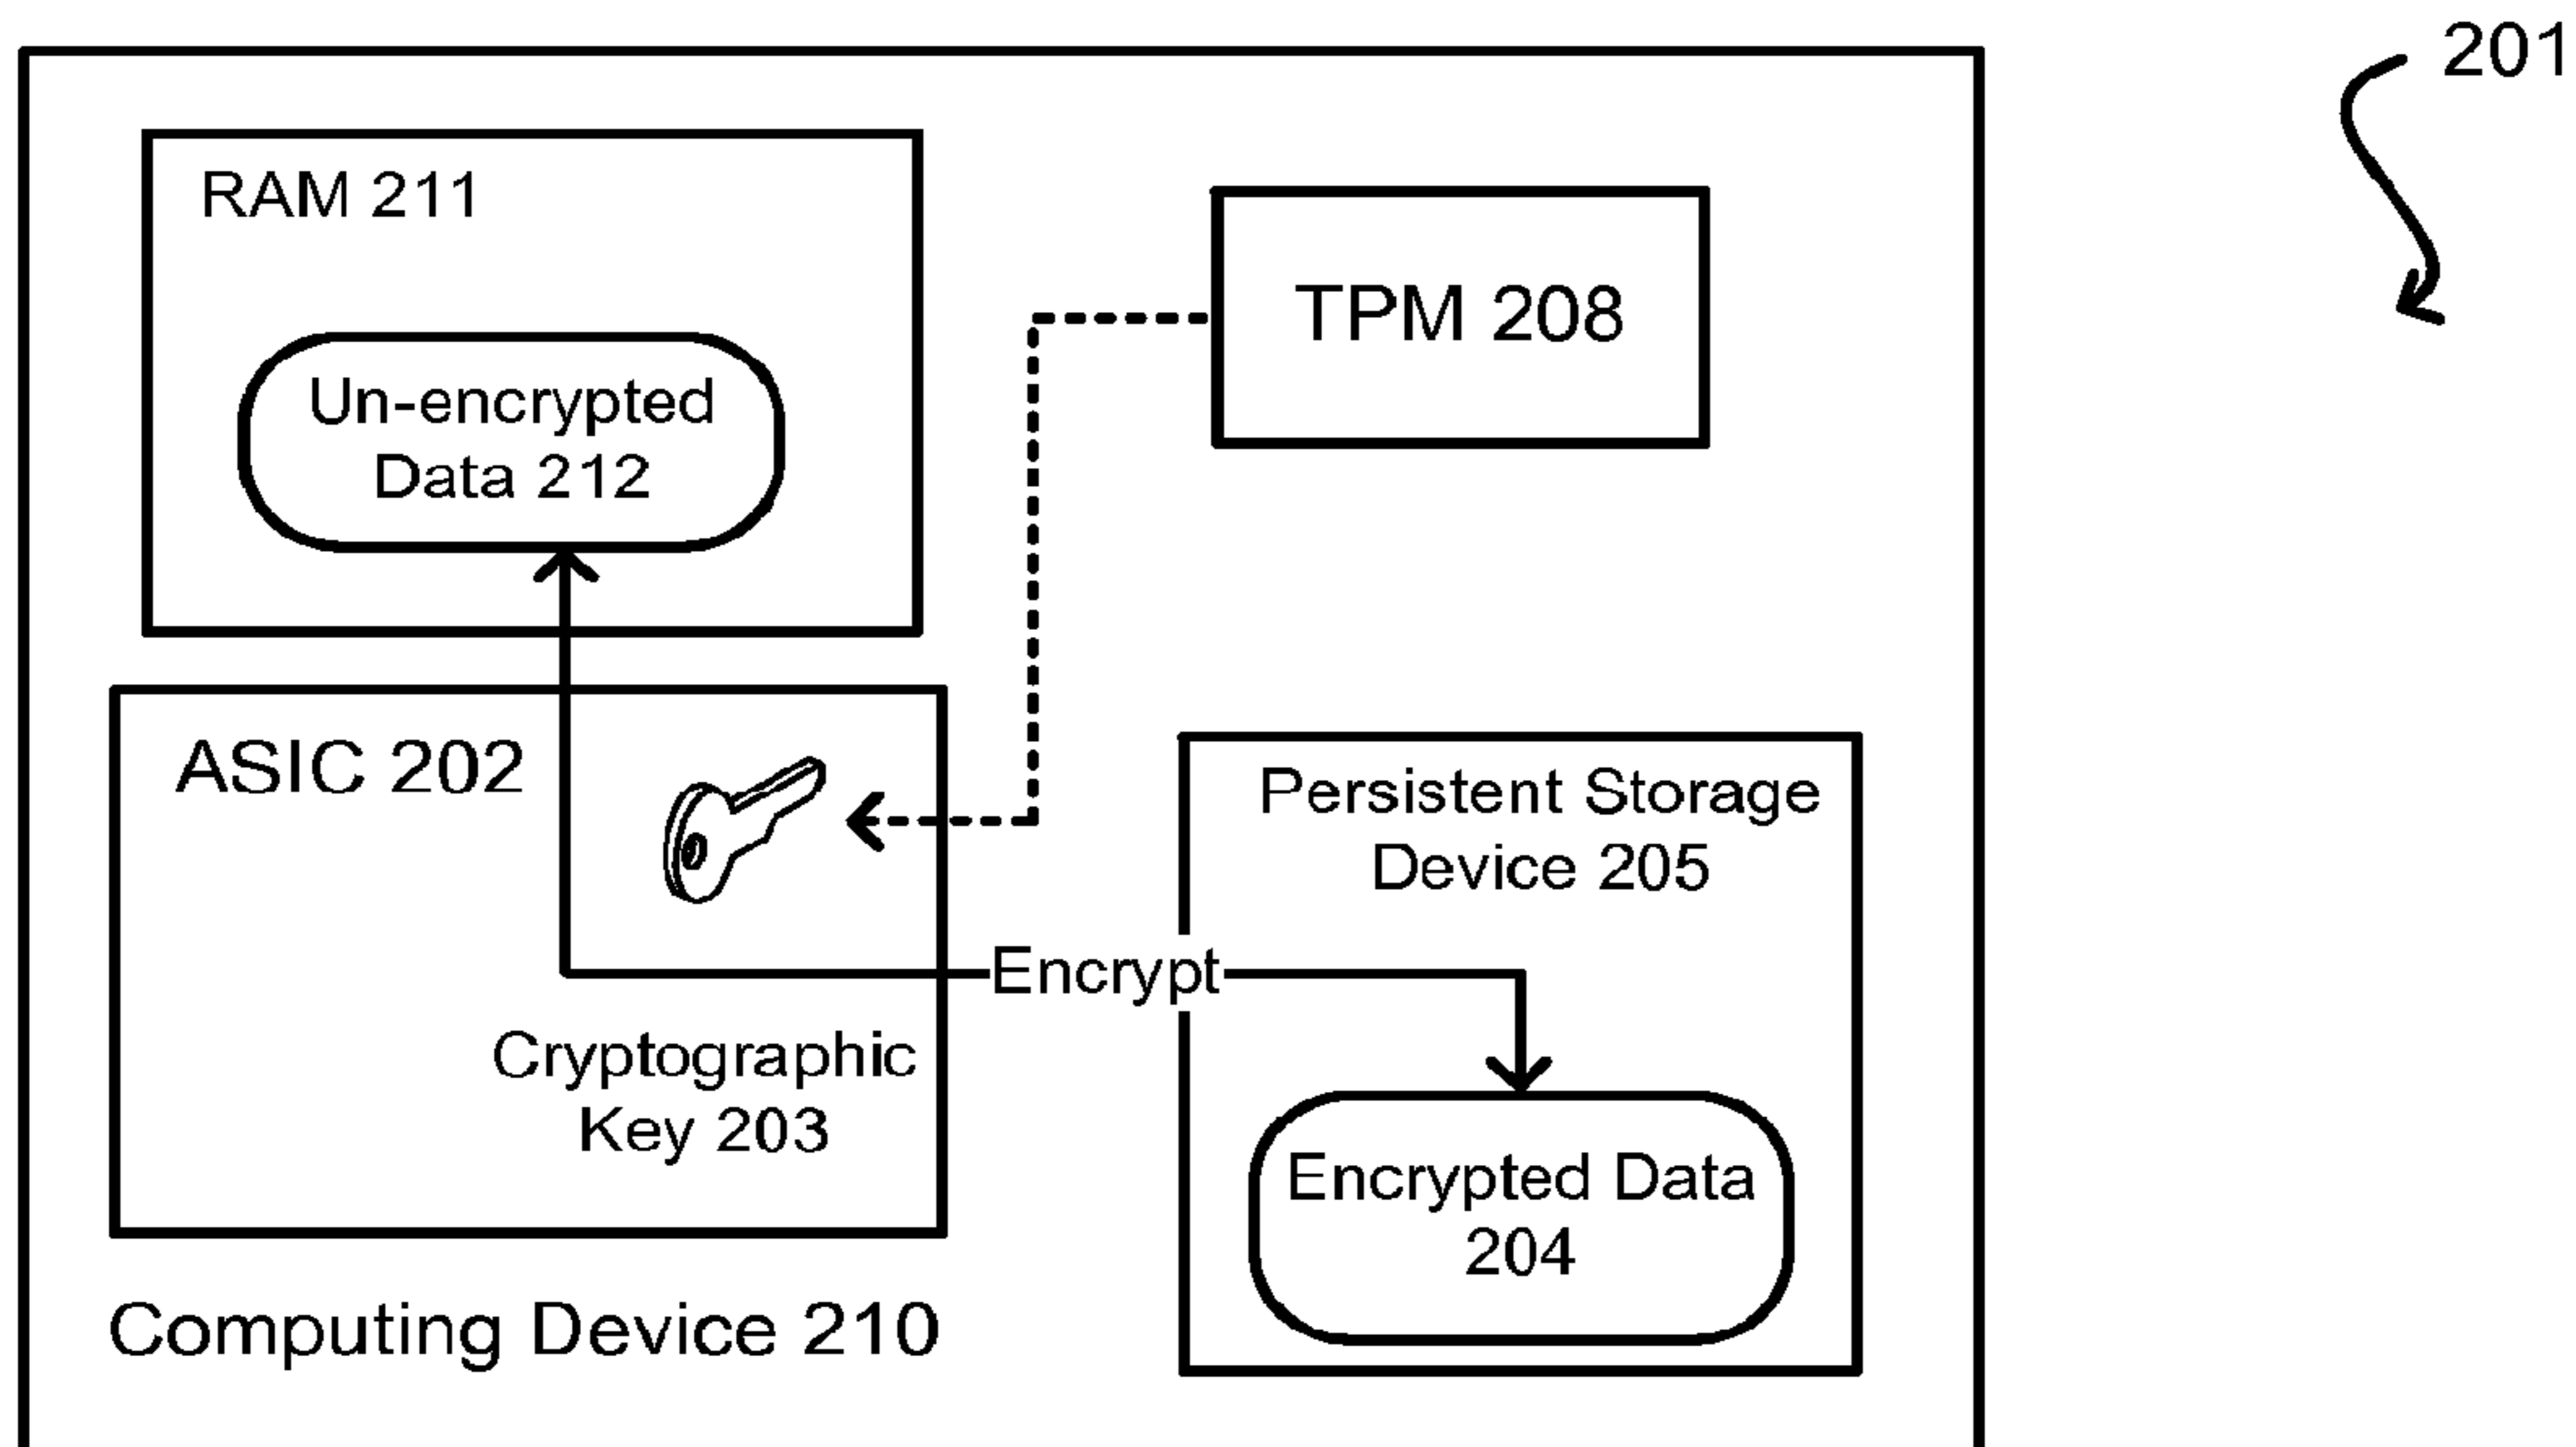 201
RAM 211
Un-encrypted
Data 212
TPM 208
ASIC 202
Cryptographic
Key 203
Encrypt
Persistent Storage
Device 205
Encrypted Data
204
Computing Device 210